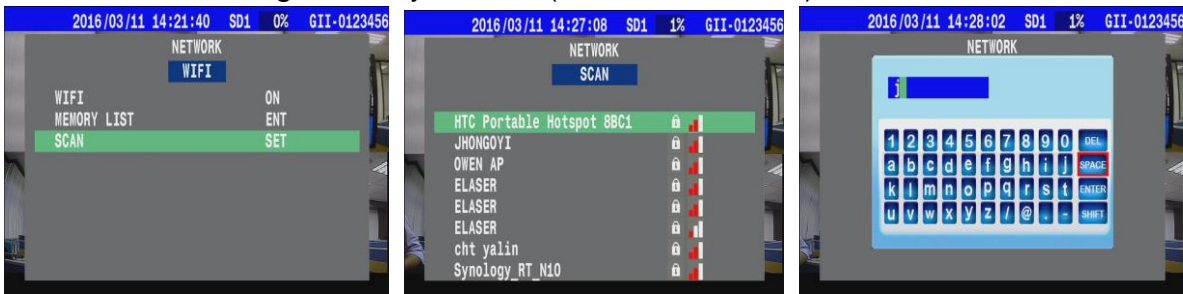 2016/03/11 14:21:40 SD1 0% GII-0123456
NETWORK
WIFI
WIFI ON
MEMORY LIST ENT
SCAN SET
2016/03/11 14:27:08 SD1 1% GII-0123456
NETWORK
SCAN
HTC Portable Hotspot 8BC1
JHONGOYI
OWEN AP
ELASER
ELASER
ELASER
cht yalin
Synology_RT_N10
2016/03/11 14:28:02 SD1 1% GII-0123456
NETWORK
j
1 2 3 4 5 6 7 8 9 0 DEL
a b c d e f g h i j SPACE
k l m n o p q r s t ENTER
u v w x y z / @ . - SHIFT